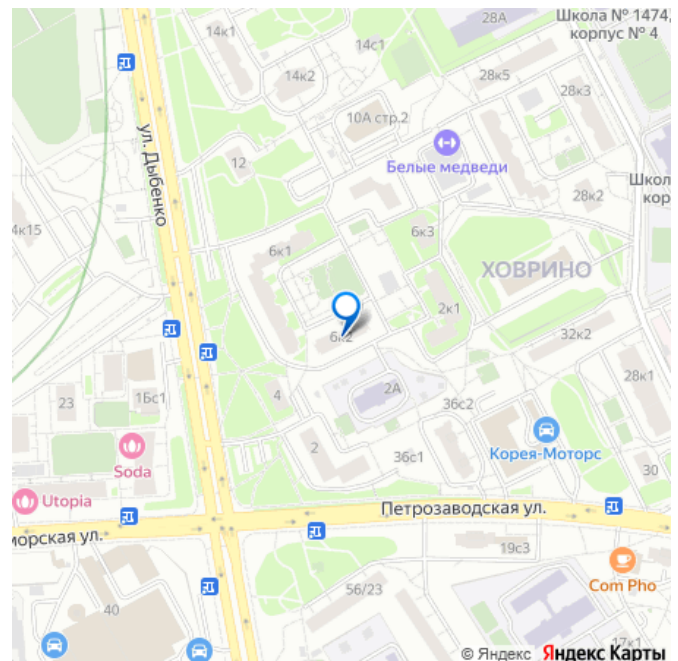 28А
Школа № 1474,
корпус № 4
14к1
14с1
14к2
28к5
28к3
10А стр.2
ул. Дыбенко
Белые медведи
12
Школ
кор
28к2
4к15
6к1
6к3
ХОВРИНО
2к1
6к2
32к2
2А
28к1
4
36с2
23
1Бс1
2
Корея-Моторс
36с1
Soda
30
Utopia
Петрозаводская ул.
морская ул.
19с3
56/23
Com Pho
40
17к1
© Яндекс Яндекс Карты